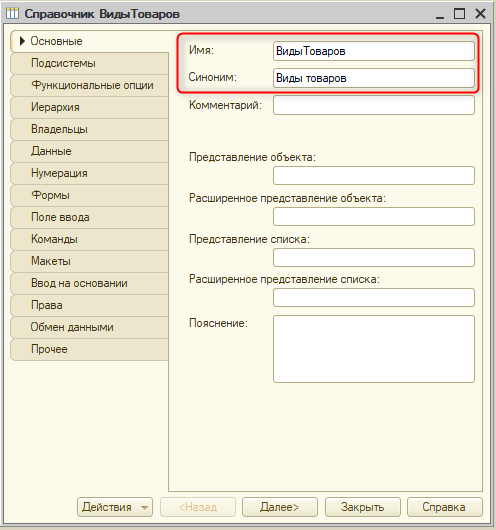 Справочник ВидыТоваров
Основные
Подсистемы
Функциональные опции
Иерархия
Владельцы
Данные
Нумерация
Формы
Поле ввода
Команды
Макеты
Ввод на основании
Права
Обмен данными
Прочее
Имя: ВидыТоваров
Синоним: Виды товаров
Комментарий:
Представление объекта:
Расширенное представление объекта:
Представление списка:
Расширенное представление списка:
Пояснение:
Действия <Назад Далее> Закрыть Справка